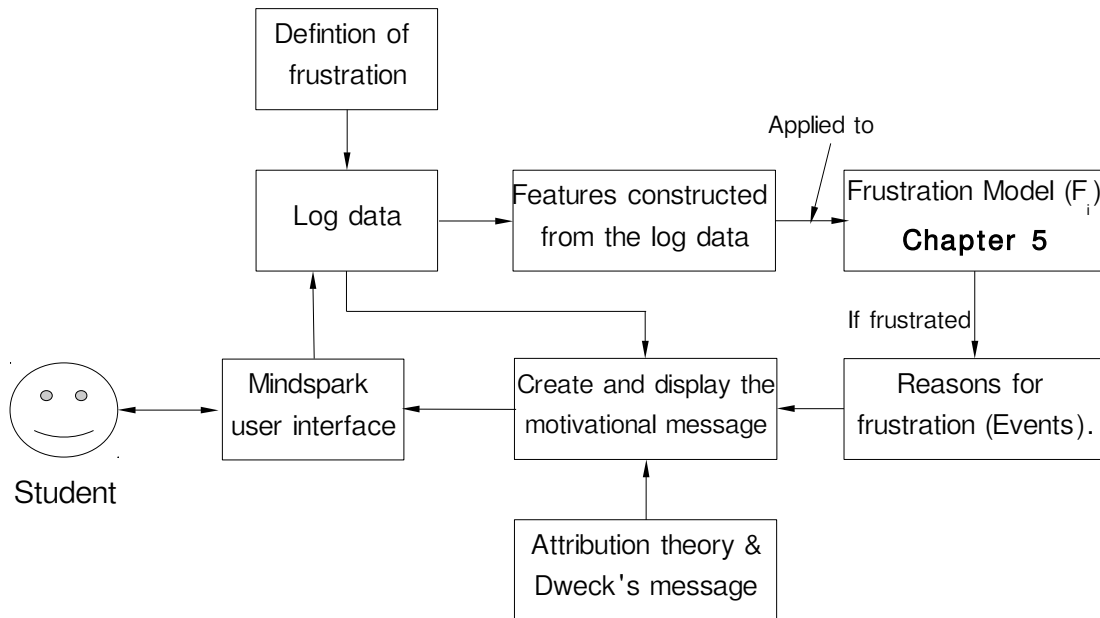 Defintion of
frustration
Applied to
Log data
Features constructed
from the log data
Frustration Model (F_i)
Chapter 5
If frustrated
Mindspark
user interface
Create and display the
motivational message
Reasons for
frustration (Events).
Student
Attribution theory &
Dweck's message